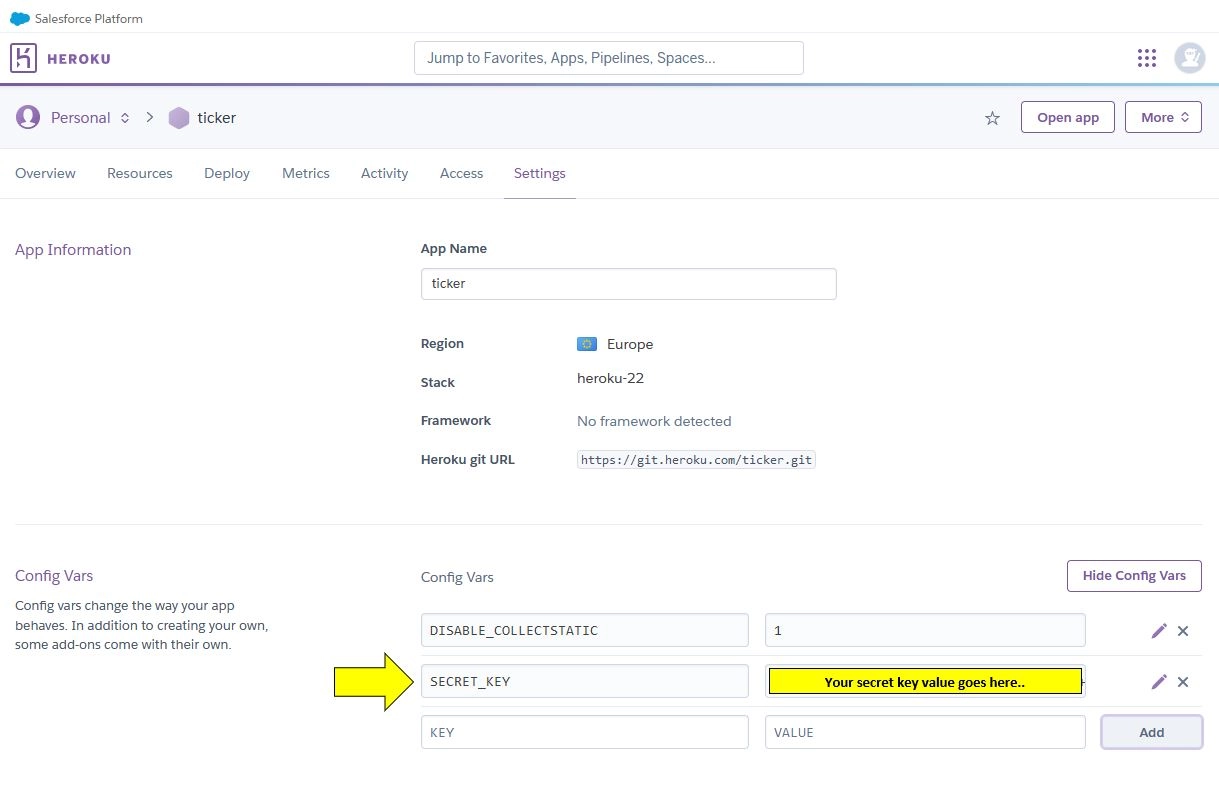 Salesforce Platform
HEROKU
Jump to Favorites, Apps, Pipelines, Spaces...
Personal
ticker
Open app
More
Overview
Resources
Deploy
Metrics
Activity
Access
Settings
App Information
App Name
ticker
Region
Europe
Stack
heroku-22
Framework
No framework detected
Heroku git URL
https://git.heroku.com/ticker.git
Config Vars
Config vars change the way your app
behaves. In addition to creating your own,
some add-ons come with their own.
Config Vars
Hide Config Vars
DISABLE_COLLECTSTATIC
1
SECRET_KEY
Your secret key value goes here..
KEY
VALUE
Add